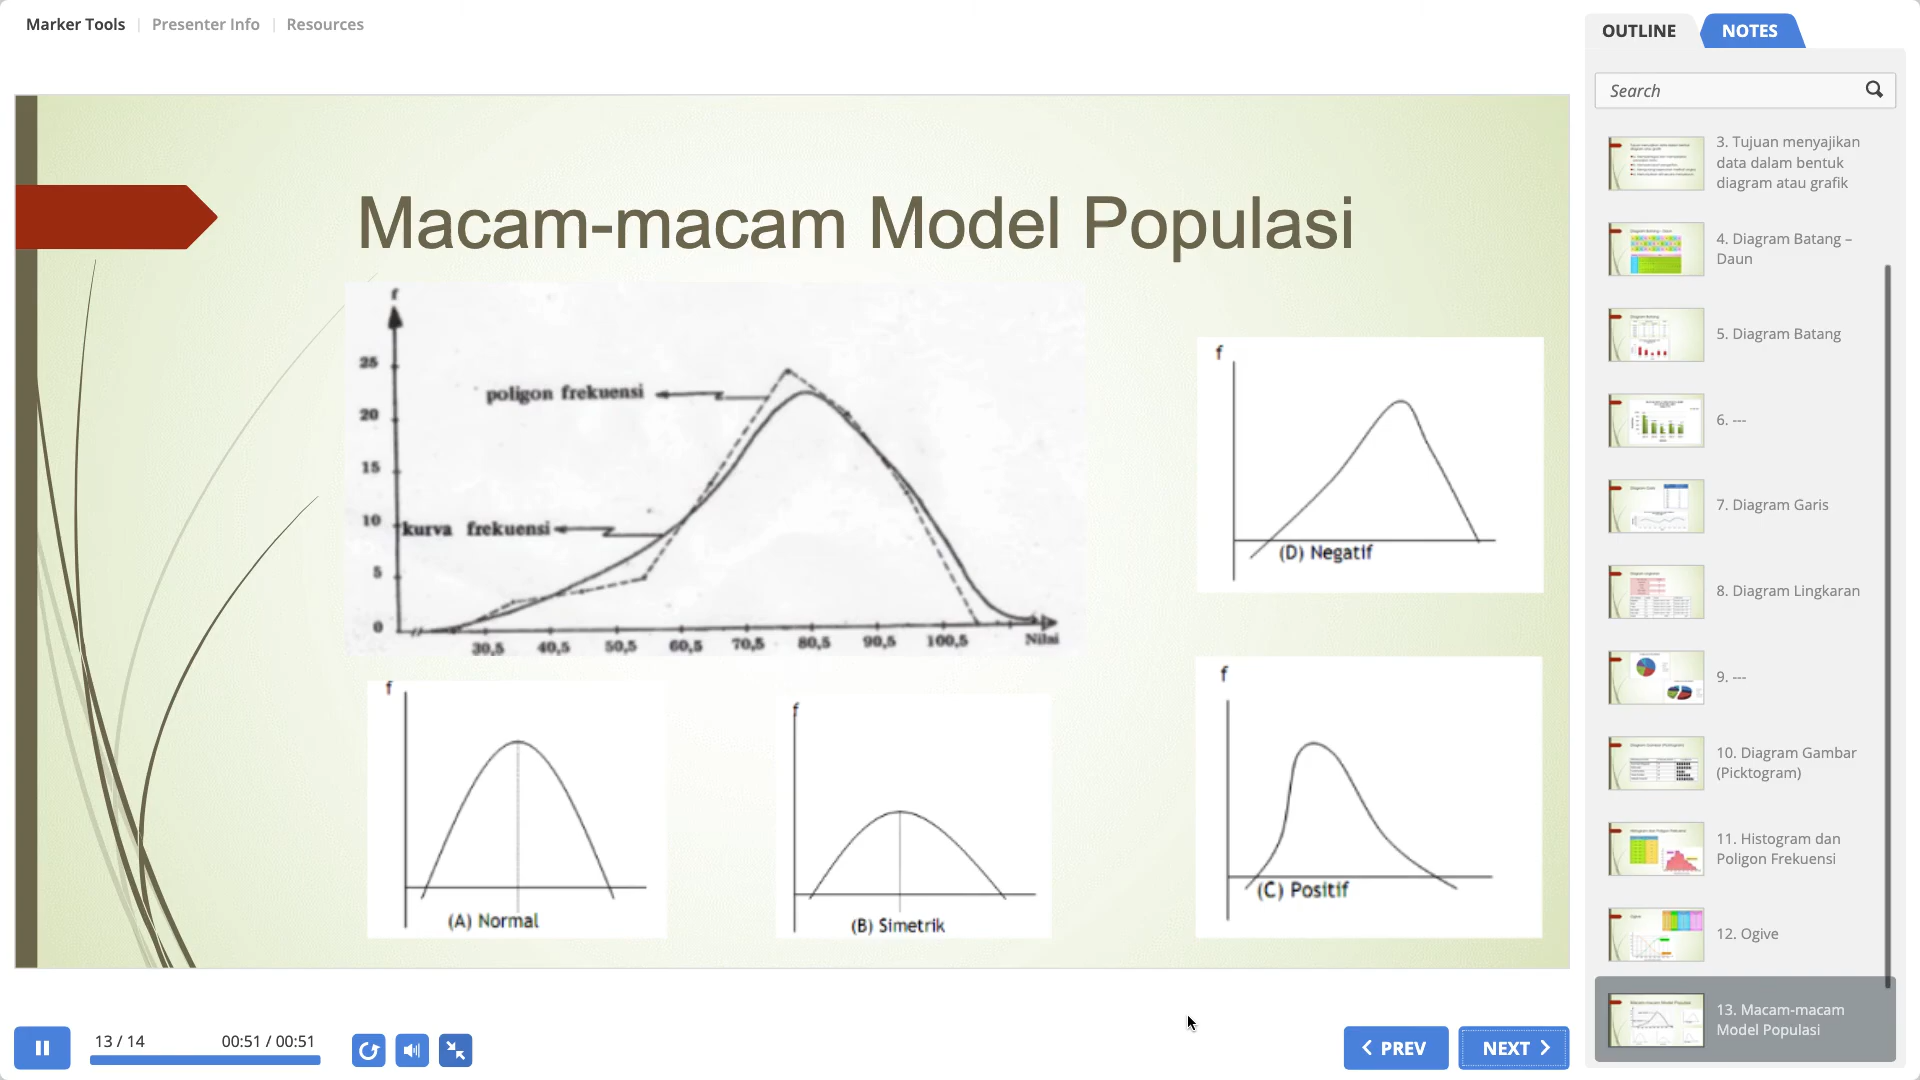 Marker Tools
Presenter Info
Resources
OUTLINE
NOTES
Search
Macam-macam Model Populasi
f
25
20
15
10
5
0
poligon frekuensi
kurva frekuensi
30,5
40,5
50,5
60,5
70,5
80,5
90,5
100,5
Nilai
f
(D) Negatif
f
(A) Normal
f
(B) Simetrik
f
(C) Positif
3. Tujuan menyajikan
data dalam bentuk
diagram atau grafik
4. Diagram Batang –
Daun
5. Diagram Batang
6. ---
7. Diagram Garis
8. Diagram Lingkaran
9. ---
10. Diagram Gambar
(Picktogram)
11. Histogram dan
Poligon Frekuensi
12. Ogive
13. Macam-macam
Model Populasi
13 / 14
00:51 / 00:51
PREV
NEXT